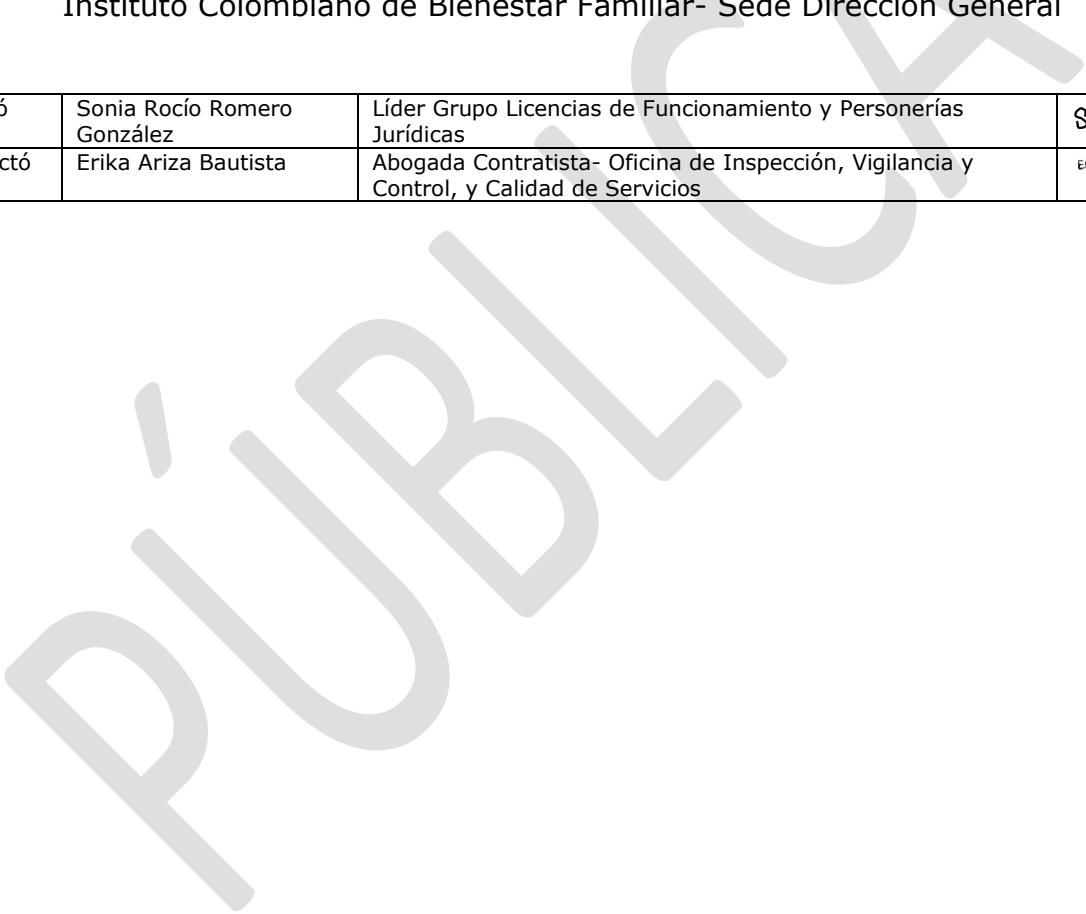 Instituto Colombiano de Bienestar Familiar- Sede Dirección General
ó Sonia Rocío Romero González Líder Grupo Licencias de Funcionamiento y Personerías Jurídicas
ctó Erika Ariza Bautista Abogada Contratista- Oficina de Inspección, Vigilancia y Control, y Calidad de Servicios
PÚBLICA